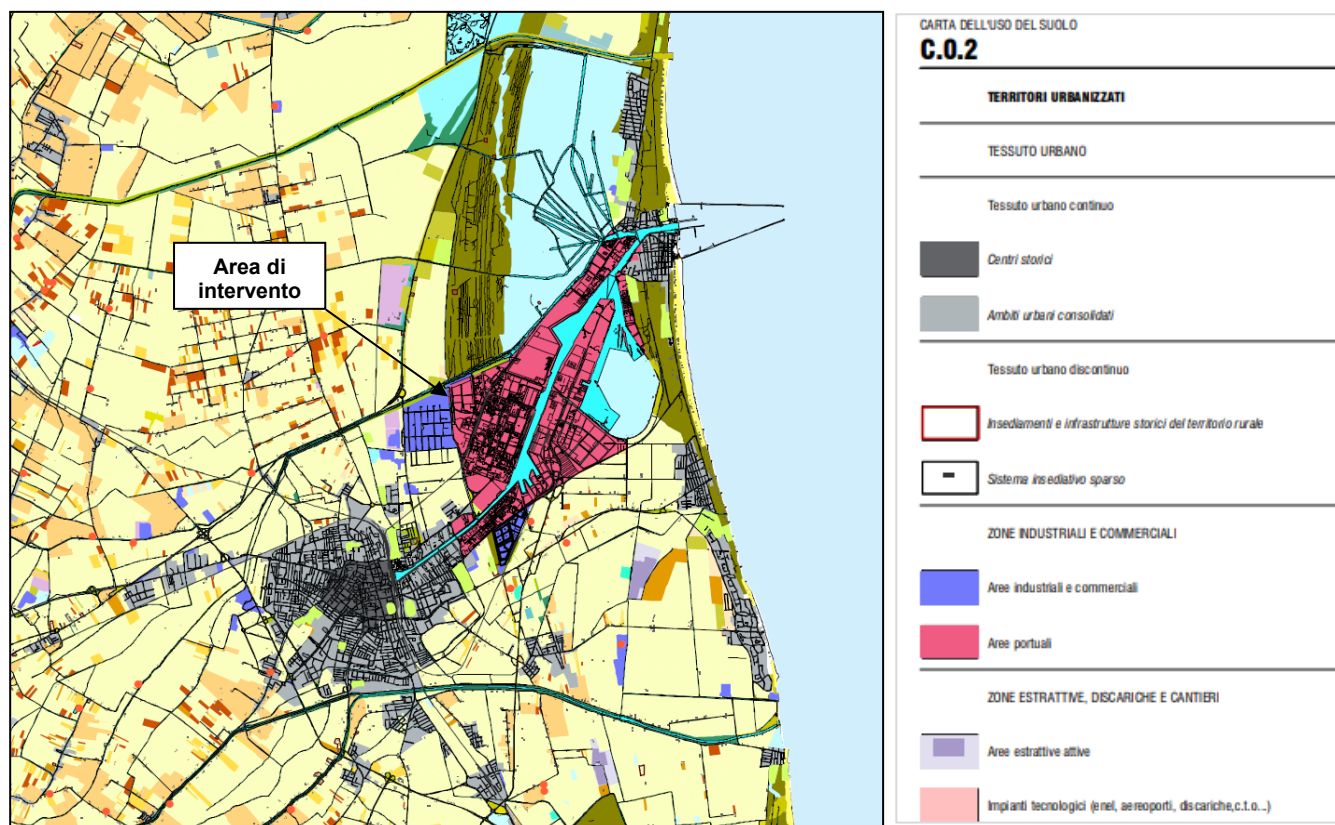 Area di
intervento
CARTA DELL'USO DEL SUOLO
C.0.2
TERRITORI URBANIZZATI
TESSUTO URBANO
Tessuto urbano continuo
Centri storici
Ambiti urbani consolidati
Tessuto urbano discontinuo
Insediamenti e infrastrutture storici del territorio rurale
Sistema insediativo sparso
ZONE INDUSTRIALI E COMMERCIALI
Aree industriali e commerciali
Aree portuali
ZONE ESTRATTIVE, DISCARICHE E CANTIERI
Aree estrattive attive
Impianti tecnologici (enel, aereoporti, discariche,c.t.o...)